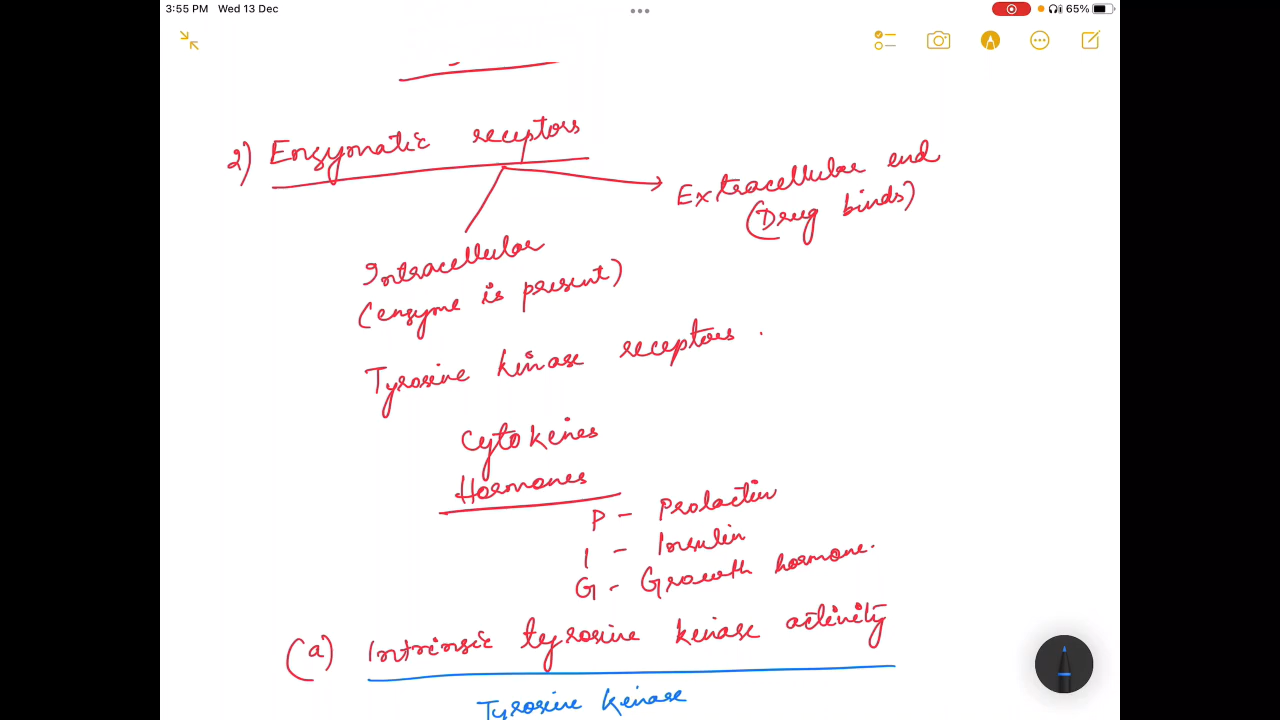 3:55 PM Wed 13 Dec
65%
2) Enzymatic receptors
Extracellular end
(Drug binds)
Intracellular
(enzyme is present)
Tyrosine kinase receptors.
Cytokines
Hormones
P - Prolactin
I - Insulin
G - Growth hormone.
(a) Intrinsic tyrosine kinase activity
Tyrosine kinase